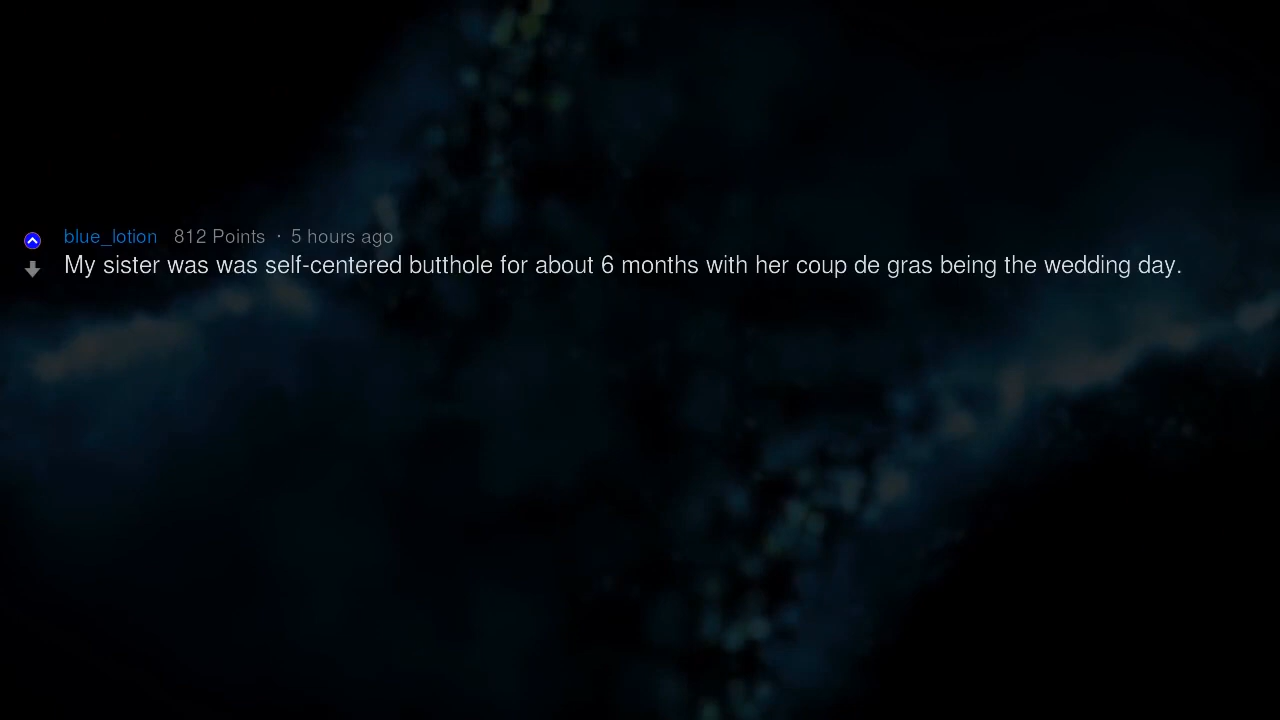 blue_lotion 812 Points · 5 hours ago
My sister was was self-centered butthole for about 6 months with her coup de gras being the wedding day.